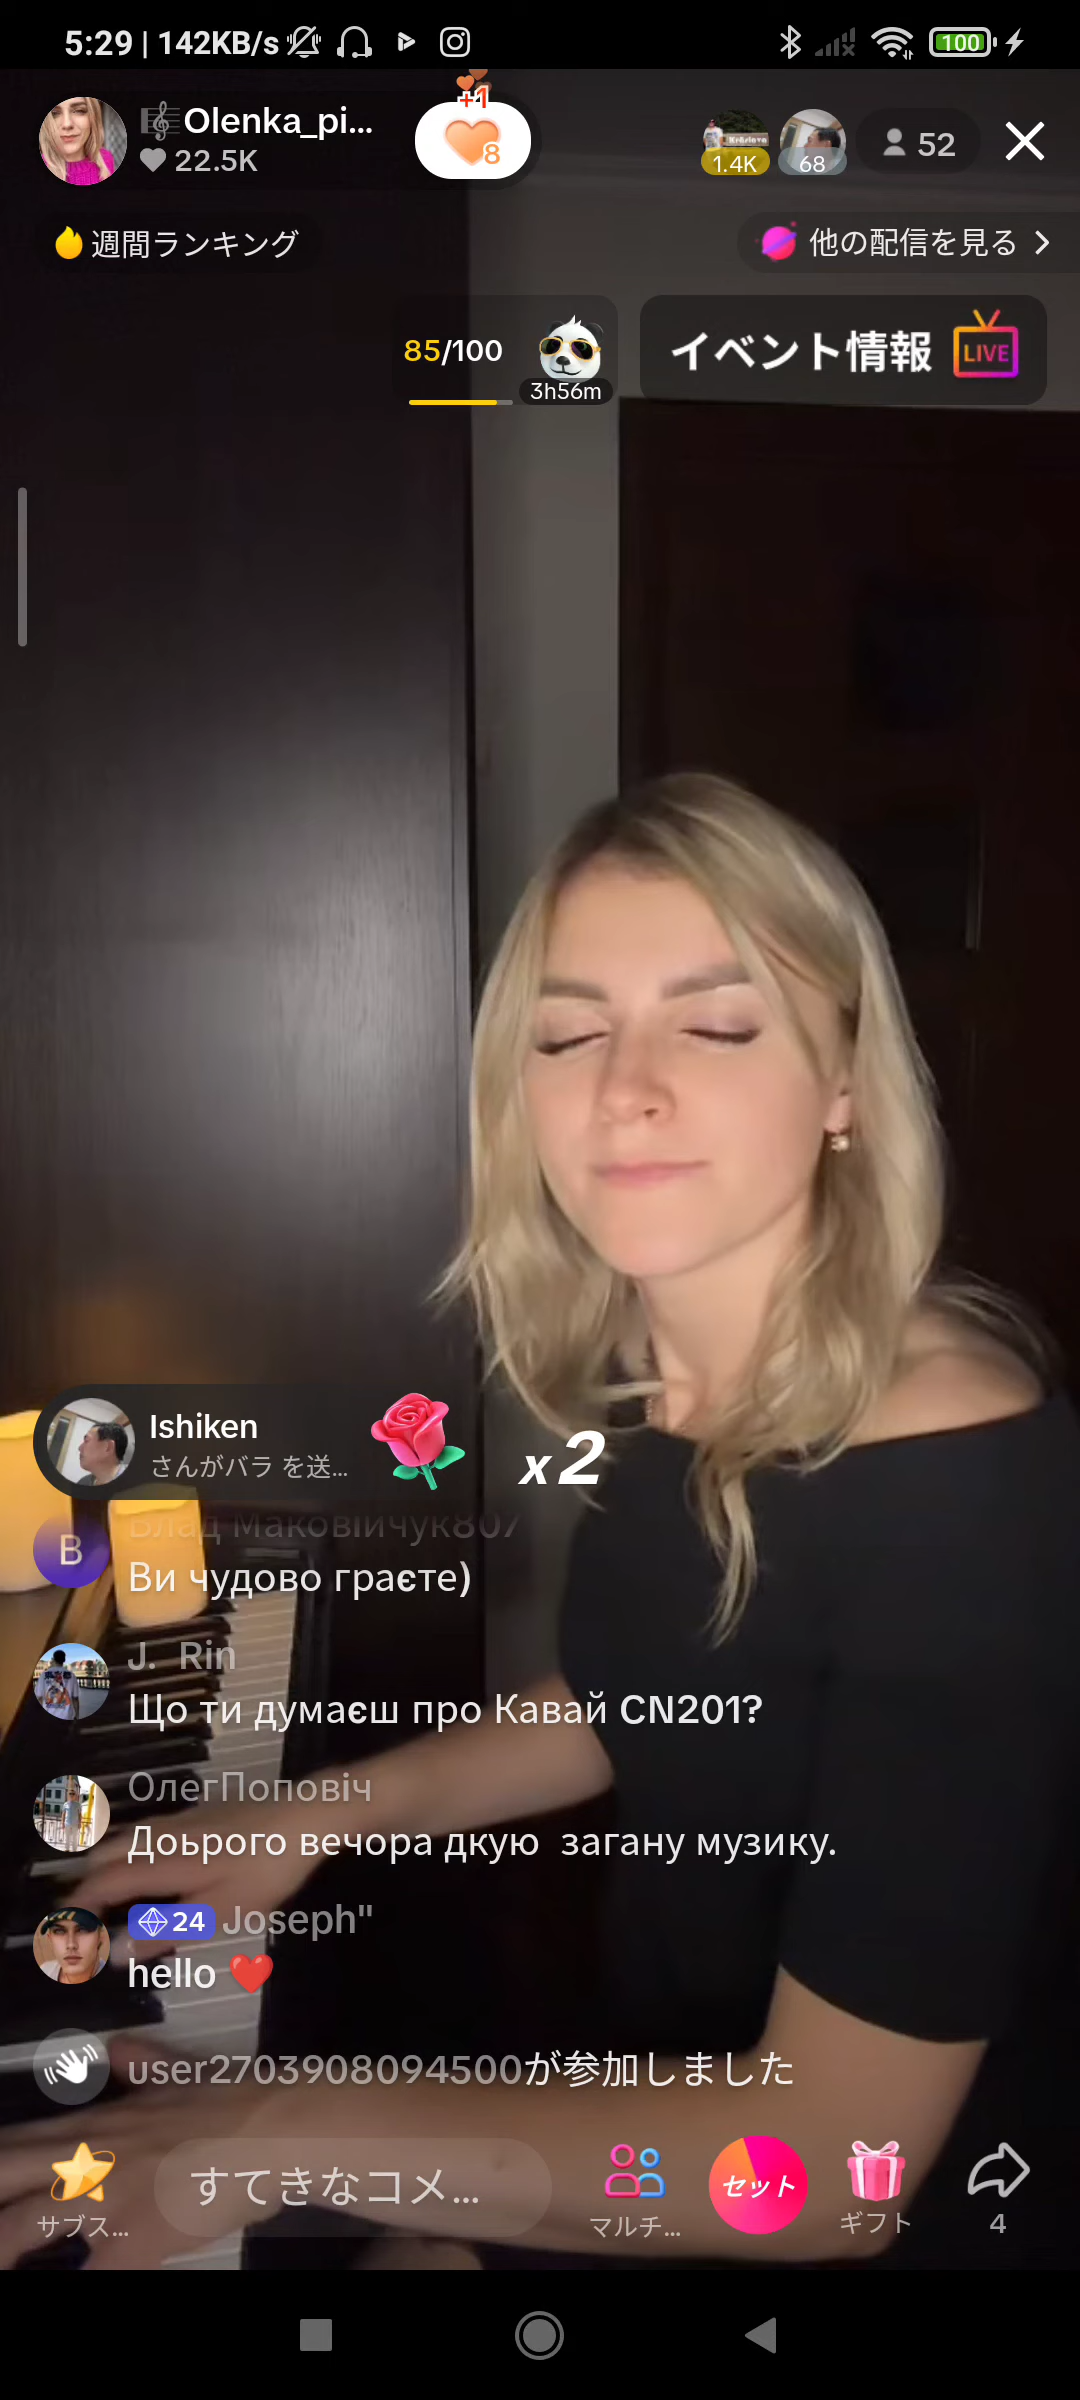 5:29 | 142KB/s
100
Olenka_pi...
22.5K
+1
8
1.4K
68
52
週間ランキング
他の配信を見る
85/100
3h56m
イベント情報
LIVE
Ishiken
さんがバラ を送...
x2
Влад Маковійчук807
B
Ви чудово граєте)
J. Rin
Що ти думаєш про Кавай CN201?
ОлегПоповіч
Доьрого вечора дкую загану музику.
24 Joseph"
hello ❤️
user2703908094500が参加しました
すてきなコメ...
セット
サブス...
マルチ...
ギフト
4